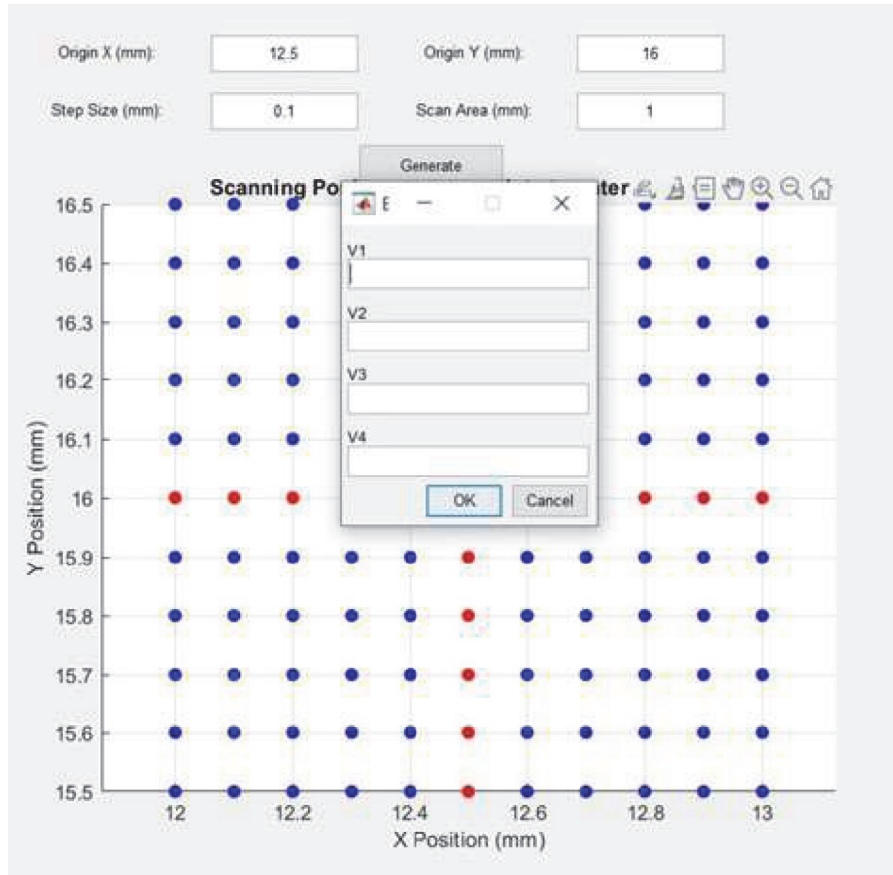 Origin X (mm): 12.5 Origin Y (mm): 16
Step Size (mm): 0.1 Scan Area (mm): 1
Generate
Scanning
E
V1
V2
V3
V4
OK Cancel
16.5
16.4
16.3
16.2
16.1
16
15.9
15.8
15.7
15.6
15.5
Y Position (mm)
12 12.2 12.4 12.6 12.8 13
X Position (mm)